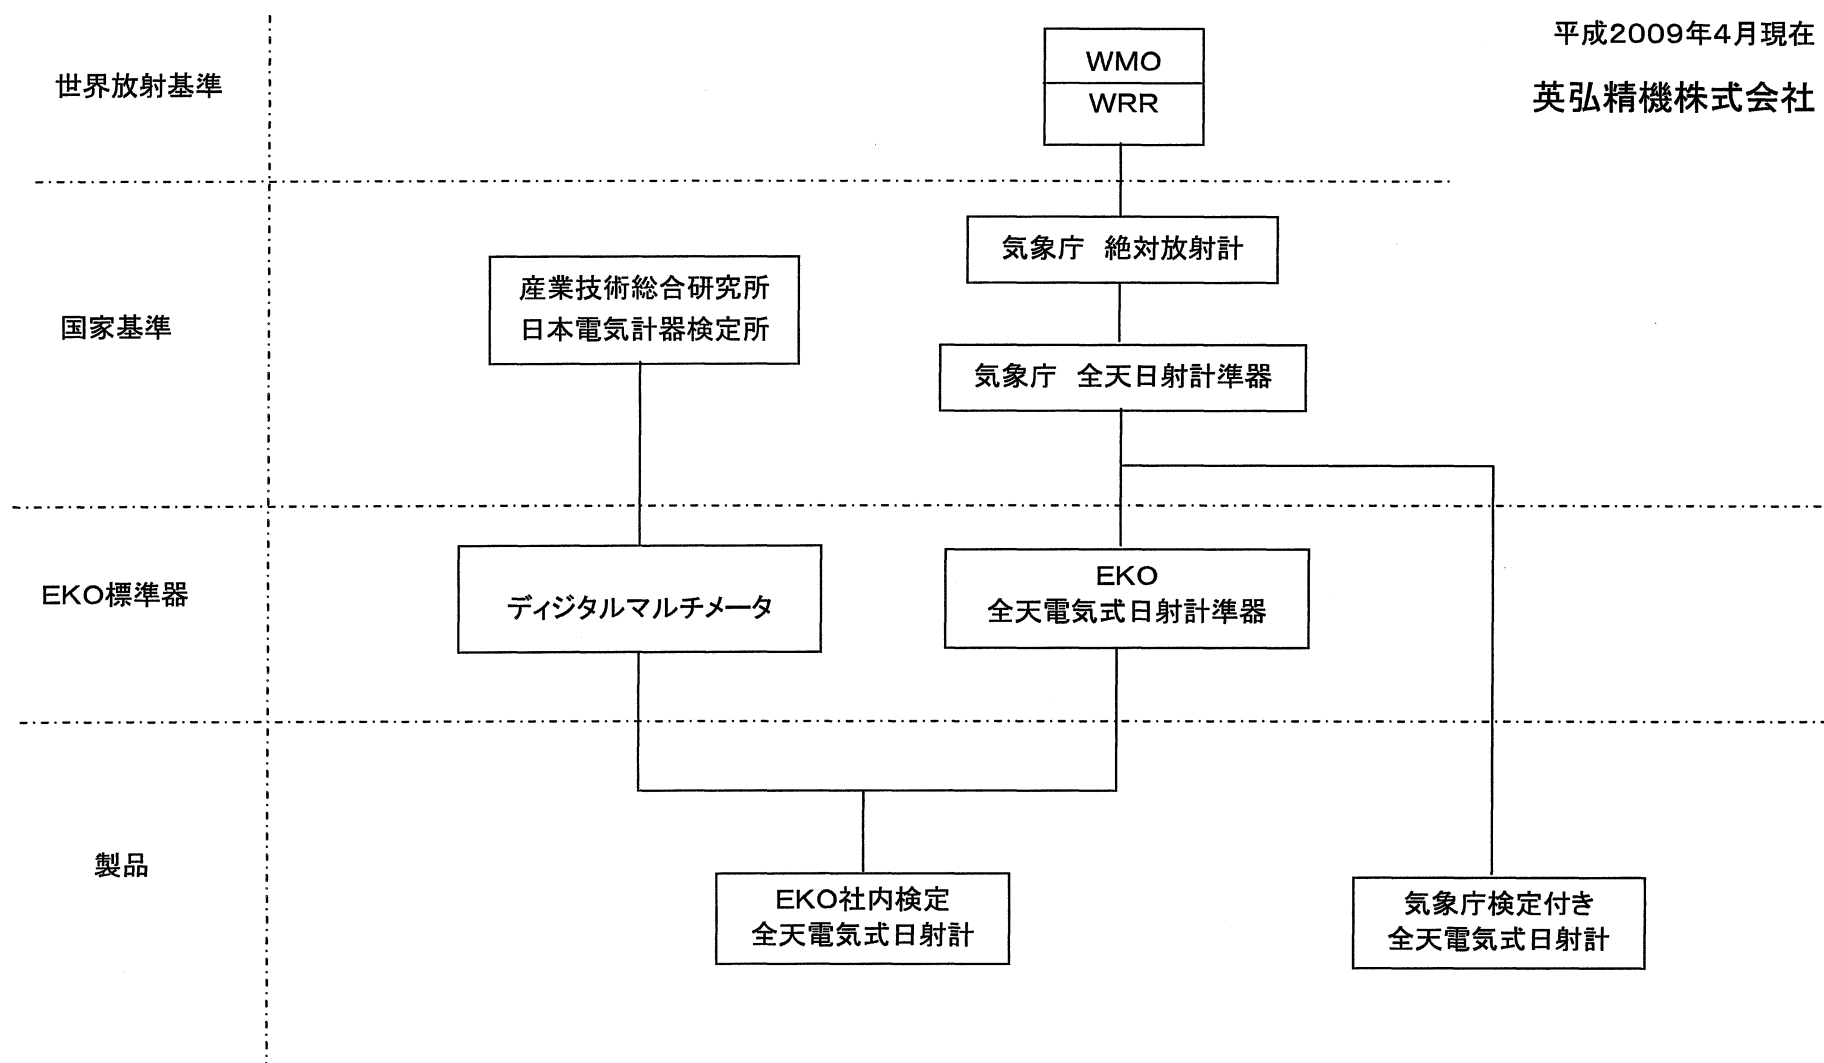 平成2009年4月現在
英弘精機株式会社
世界放射基準
WMO
WRR
国家基準
気象庁　絶対放射計
産業技術総合研究所
日本電気計器検定所
気象庁　全天日射計準器
EKO標準器
ディジタルマルチメータ
EKO
全天電気式日射計準器
製品
EKO社内検定
全天電気式日射計
気象庁検定付き
全天電気式日射計